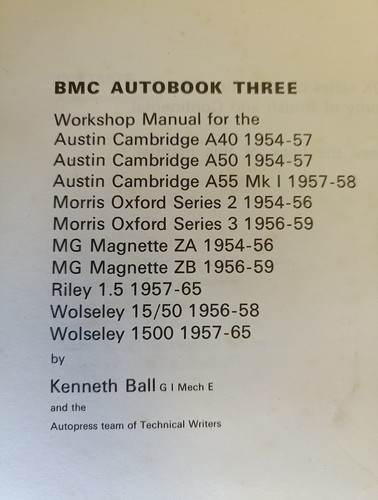 BMC AUTOBOOK THREE
Workshop Manual for the
Austin Cambridge A40 1954-57
Austin Cambridge A50 1954-57
Austin Cambridge A55 Mk I 1957-58
Morris Oxford Series 2 1954-56
Morris Oxford Series 3 1956-59
MG Magnette ZA 1954-56
MG Magnette ZB 1956-59
Riley 1.5 1957-65
Wolseley 15/50 1956-58
Wolseley 1500 1957-65
by
Kenneth Ball G I Mech E
and the
Autopress team of Technical Writers